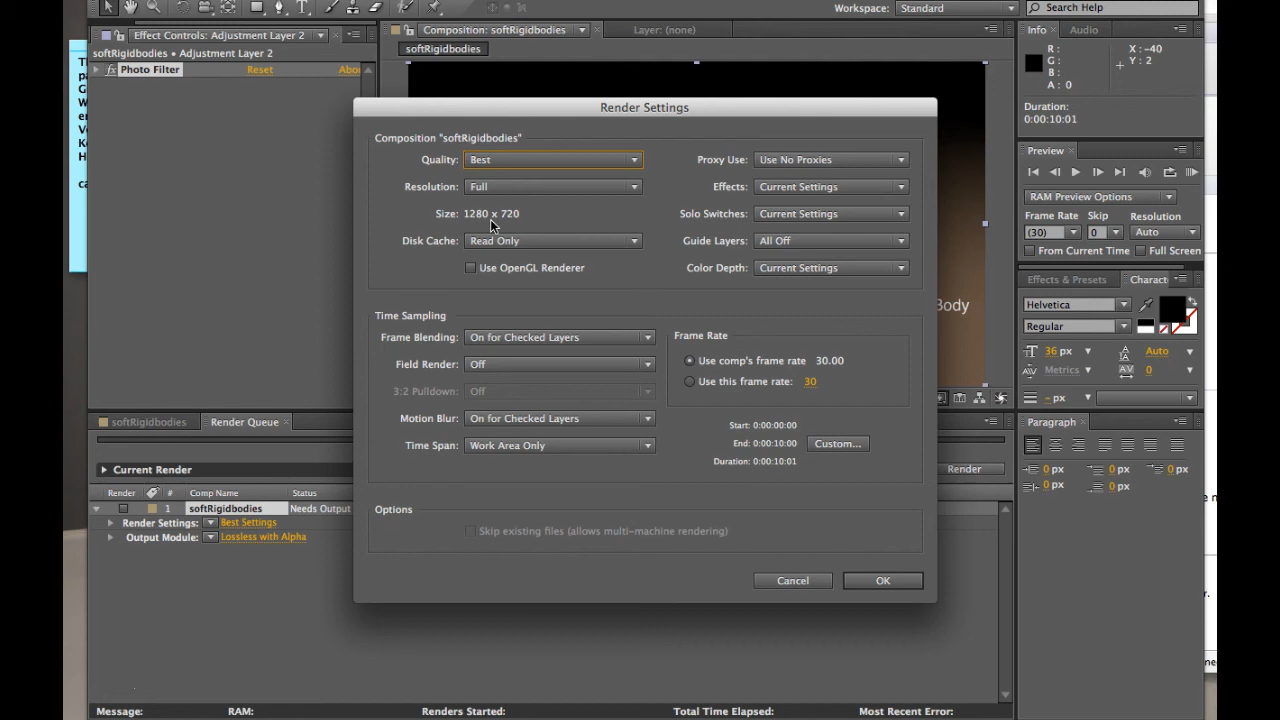 Workspace: Standard
Search Help
Effect Controls: Adjustment Layer 2
Composition: softRigidbodies
Layer: (none)
Info
Audio
softRigidbodies • Adjustment Layer 2
softRigidbodies
R :
G :
B :
A : 0
X : -40
Y : 2
fx Photo Filter
Reset
Abo
Duration:
0:00:10:01
Render Settings
Composition "softRigidbodies"
Quality: Best
Proxy Use: Use No Proxies
Resolution: Full
Effects: Current Settings
Size: 1280 x 720
Solo Switches: Current Settings
Disk Cache: Read Only
Guide Layers: All Off
Use OpenGL Renderer
Color Depth: Current Settings
Time Sampling
Frame Blending: On for Checked Layers
Frame Rate
Field Render: Off
Use comp's frame rate 30.00
3:2 Pulldown: Off
Use this frame rate: 30
Motion Blur: On for Checked Layers
Start: 0:00:00:00
Time Span: Work Area Only
End: 0:00:10:00
Custom...
Duration: 0:00:10:01
Options
Skip existing files (allows multi-machine rendering)
Cancel
OK
Preview
RAM Preview Options
Frame Rate Skip Resolution
(30) 0 Auto
From Current Time Full Screen
Effects & Presets
Charact
Body
Helvetica
Regular
36 px
Auto
Metrics
0
- px
Paragraph
0 px 0 px 0 px
0 px 0 px
softRigidbodies
Render Queue
Current Render
Render
Render # Comp Name Status
1 softRigidbodies Needs Output
Render Settings: Best Settings
Output Module: Lossless with Alpha
Message: RAM: Renders Started: Total Time Elapsed: Most Recent Error: